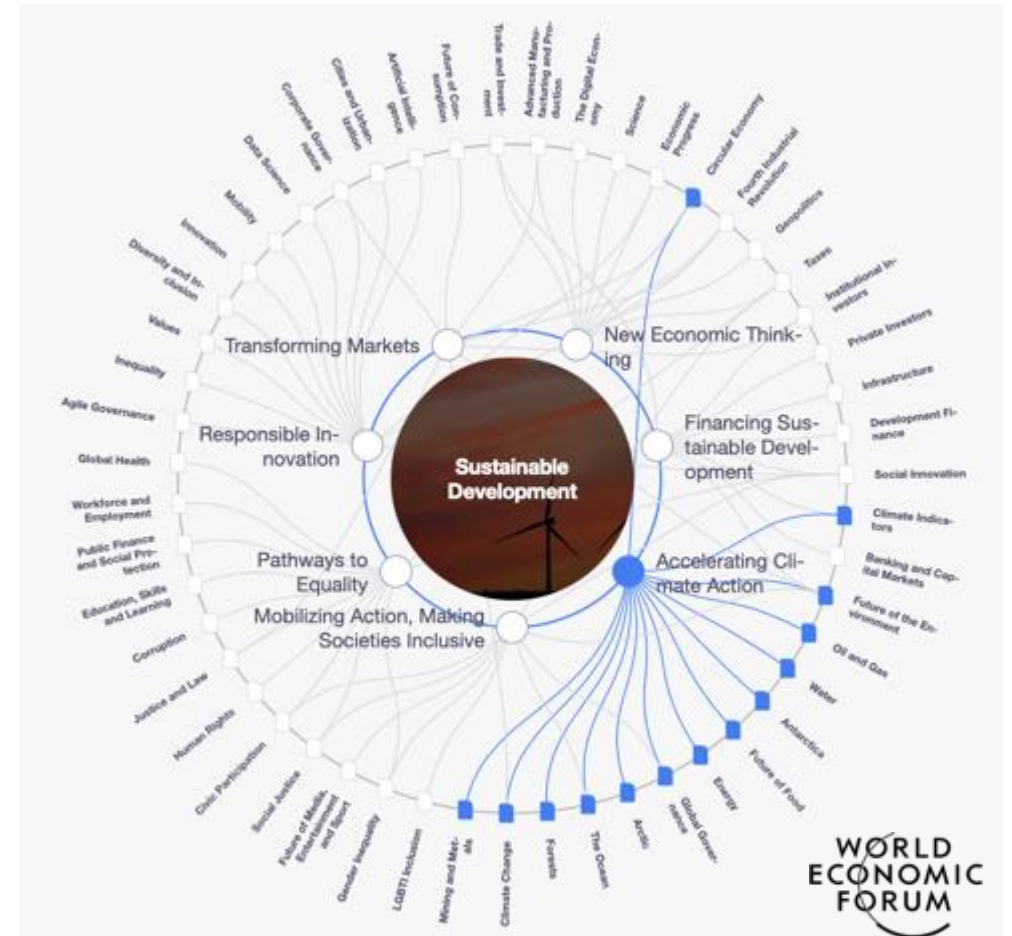 Trade and Invest-
ment
Advanced Manu-
facturing and Pro-
duction
The Digital Econ-
omy
Science
Economic
Progress
Circular Economy
Fourth Industrial
Revolution
Geopolitics
Taxes
Institutional In-
vestors
Private Investors
Infrastructure
Development Fi-
nance
Social Innovation
Climate Indica-
tors
Banking and Cap-
ital Markets
Future of the En-
vironment
Oil and Gas
Water
Antarctica
Future of Food
Energy
Global Gover-
nance
Arctic
The Ocean
Forests
Climate Change
Mining and Met-
als
LGBTI Inclusion
Gender Inequality
Future of Media,
Entertainment
and Sport
Social Justice
Civic Participation
Human Rights
Justice and Law
Corruption
Education, Skills
and Learning
Public Finance
and Social Pro-
tection
Workforce and
Employment
Global Health
Agile Governance
Inequality
Values
Diversity and In-
clusion
Innovation
Mobility
Data Science
Corporate Gover-
nance
Cities and Urban-
ization
Artificial Intelli-
gence
Future of Con-
sumption
Transforming Markets
New Economic Think-
ing
Responsible In-
novation
Financing Sus-
tainable Devel-
opment
Sustainable
Development
Pathways to
Equality
Accelerating Cli-
mate Action
Mobilizing Action, Making
Societies Inclusive
WORLD
ECONOMIC
FORUM